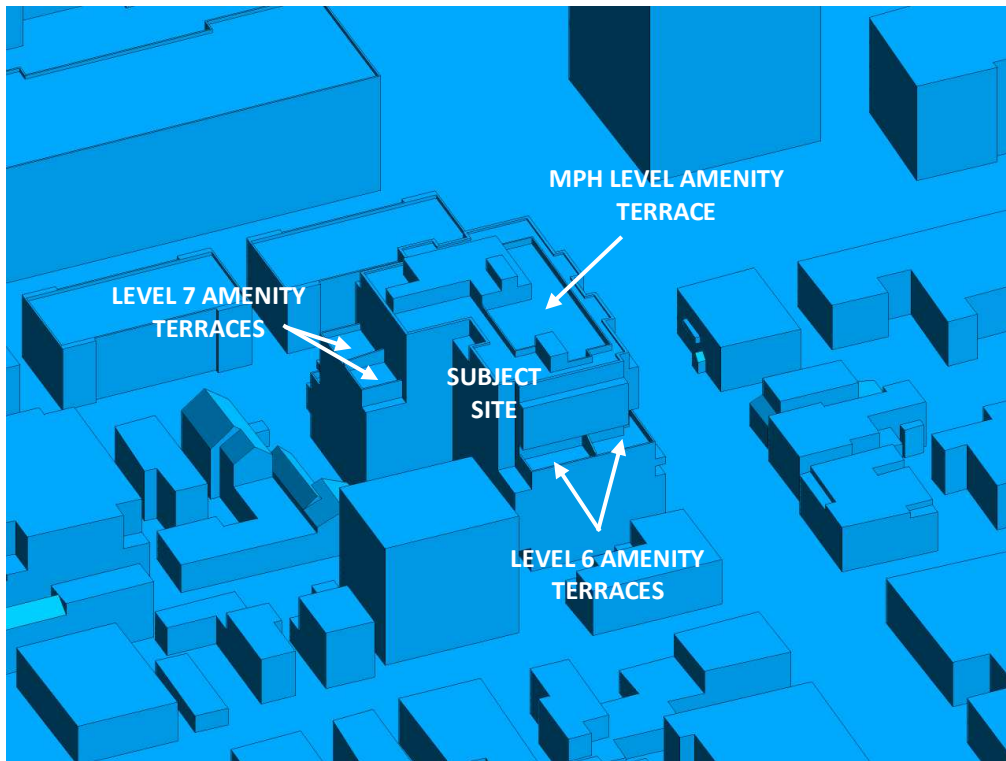 MPH LEVEL AMENITY
TERRACE
LEVEL 7 AMENITY
TERRACES
SUBJECT
SITE
LEVEL 6 AMENITY
TERRACES